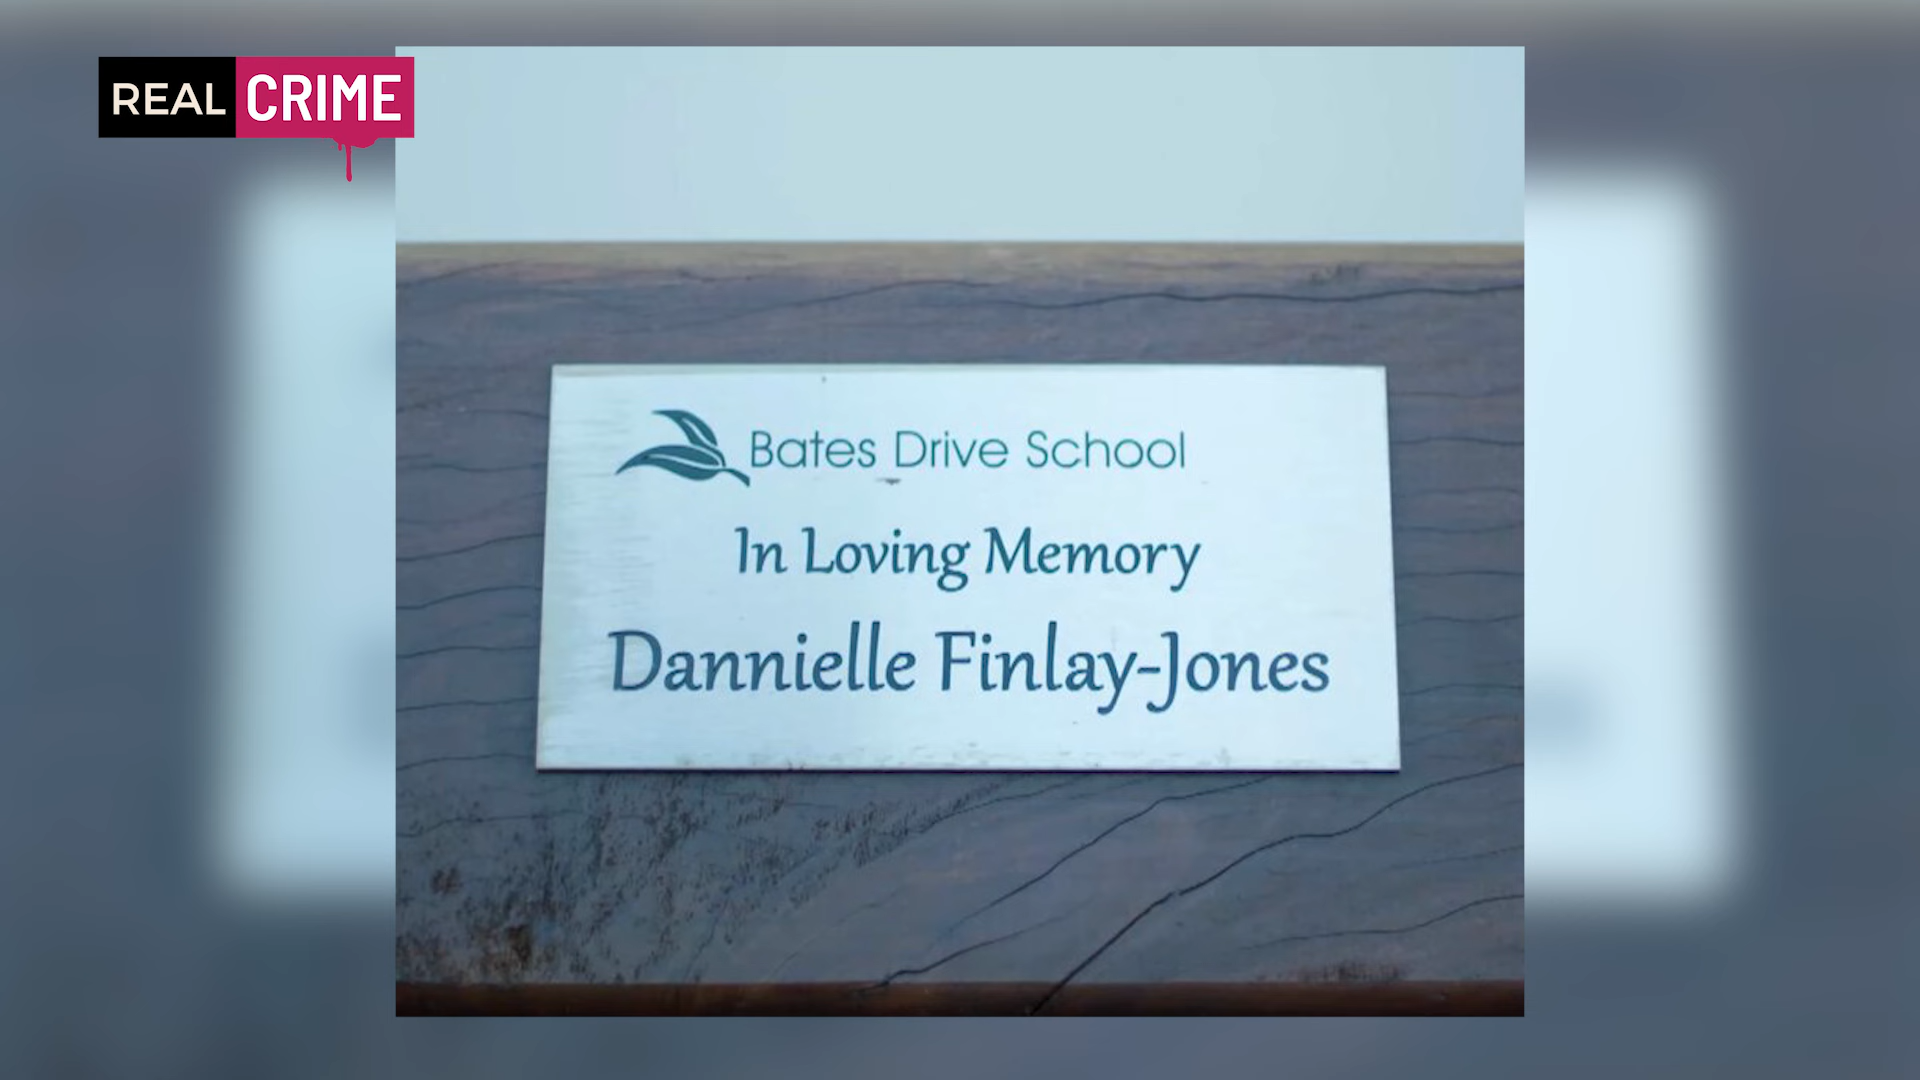 REAL CRIME
Bates Drive School
In Loving Memory
Dannielle Finlay-Jones